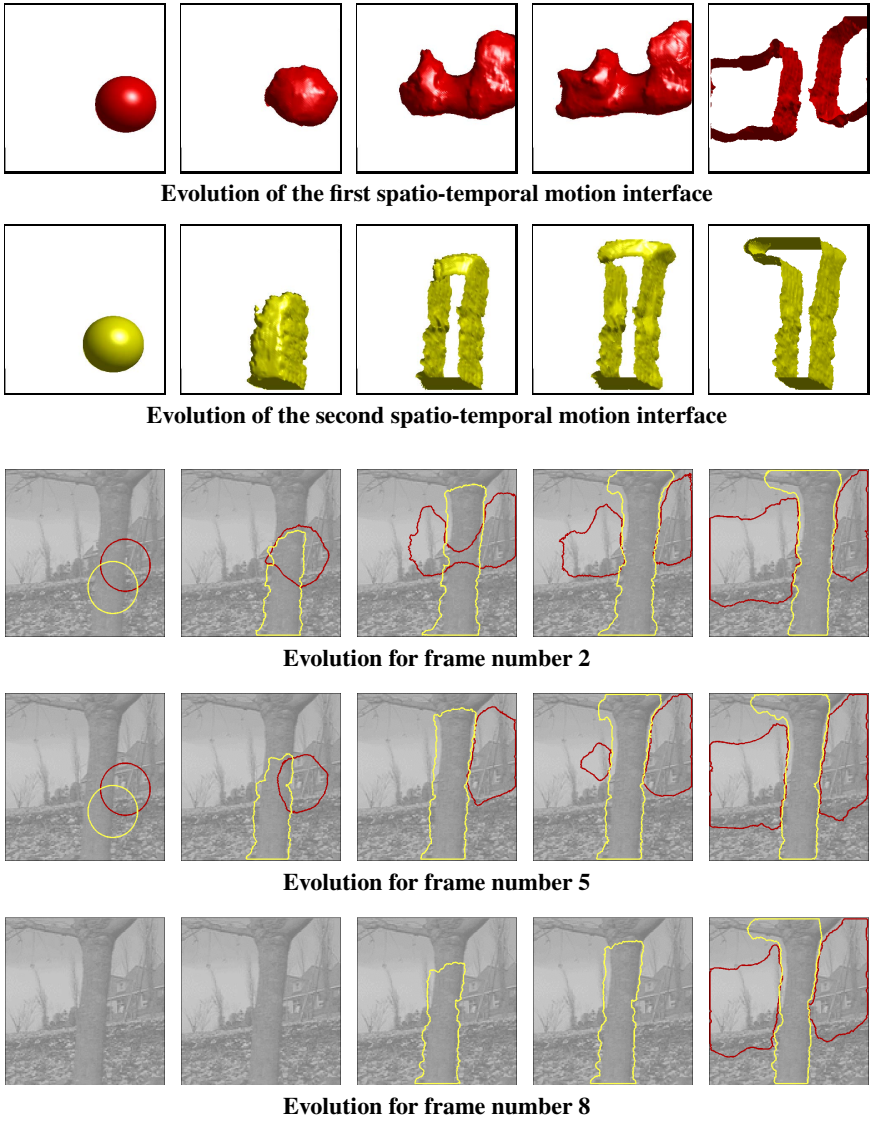 Evolution of the first spatio-temporal motion interface
Evolution of the second spatio-temporal motion interface
Evolution for frame number 2
Evolution for frame number 5
Evolution for frame number 8